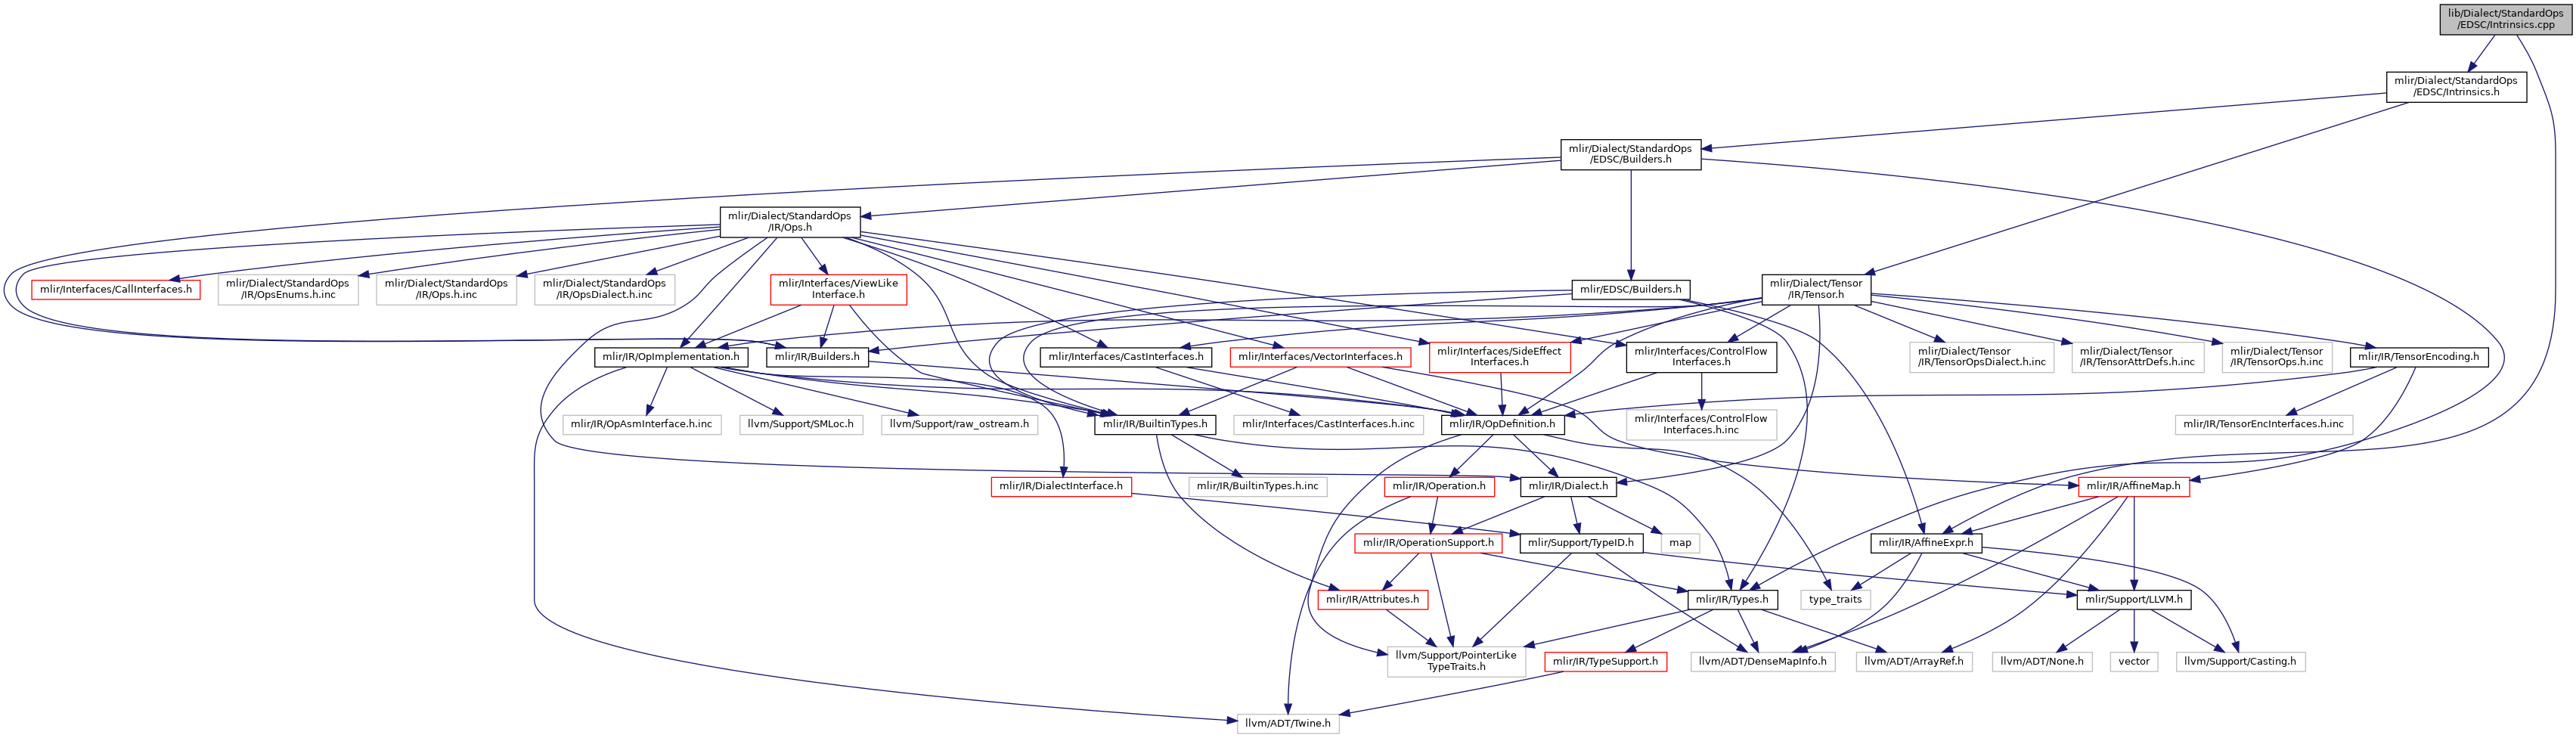 lib/Dialect/StandardOps
/EDSC/Intrinsics.cpp
mlir/Dialect/StandardOps
/EDSC/Intrinsics.h
mlir/Dialect/StandardOps
/EDSC/Builders.h
mlir/Dialect/StandardOps
/IR/Ops.h
mlir/Interfaces/CallInterfaces.h
mlir/Dialect/StandardOps
/IR/OpsEnums.h.inc
mlir/Dialect/StandardOps
/IR/Ops.h.inc
mlir/Dialect/StandardOps
/IR/OpsDialect.h.inc
mlir/Interfaces/ViewLike
Interface.h
mlir/EDSC/Builders.h
mlir/Dialect/Tensor
/IR/Tensor.h
mlir/IR/OpImplementation.h
mlir/IR/Builders.h
mlir/Interfaces/CastInterfaces.h
mlir/Interfaces/VectorInterfaces.h
mlir/Interfaces/SideEffect
Interfaces.h
mlir/Interfaces/ControlFlow
Interfaces.h
mlir/Dialect/Tensor
/IR/TensorOpsDialect.h.inc
mlir/Dialect/Tensor
/IR/TensorAttrDefs.h.inc
mlir/Dialect/Tensor
/IR/TensorOps.h.inc
mlir/IR/TensorEncoding.h
mlir/IR/OpAsmInterface.h.inc
llvm/Support/SMLoc.h
llvm/Support/raw_ostream.h
mlir/IR/BuiltinTypes.h
mlir/Interfaces/CastInterfaces.h.inc
mlir/IR/OpDefinition.h
mlir/Interfaces/ControlFlow
Interfaces.h.inc
mlir/IR/TensorEncInterfaces.h.inc
mlir/IR/DialectInterface.h
mlir/IR/BuiltinTypes.h.inc
mlir/IR/Operation.h
mlir/IR/Dialect.h
mlir/IR/AffineMap.h
mlir/IR/OperationSupport.h
mlir/Support/TypeID.h
map
mlir/IR/AffineExpr.h
mlir/IR/Attributes.h
mlir/IR/Types.h
type_traits
mlir/Support/LLVM.h
llvm/Support/PointerLike
TypeTraits.h
mlir/IR/TypeSupport.h
llvm/ADT/DenseMapInfo.h
llvm/ADT/ArrayRef.h
llvm/ADT/None.h
vector
llvm/Support/Casting.h
llvm/ADT/Twine.h